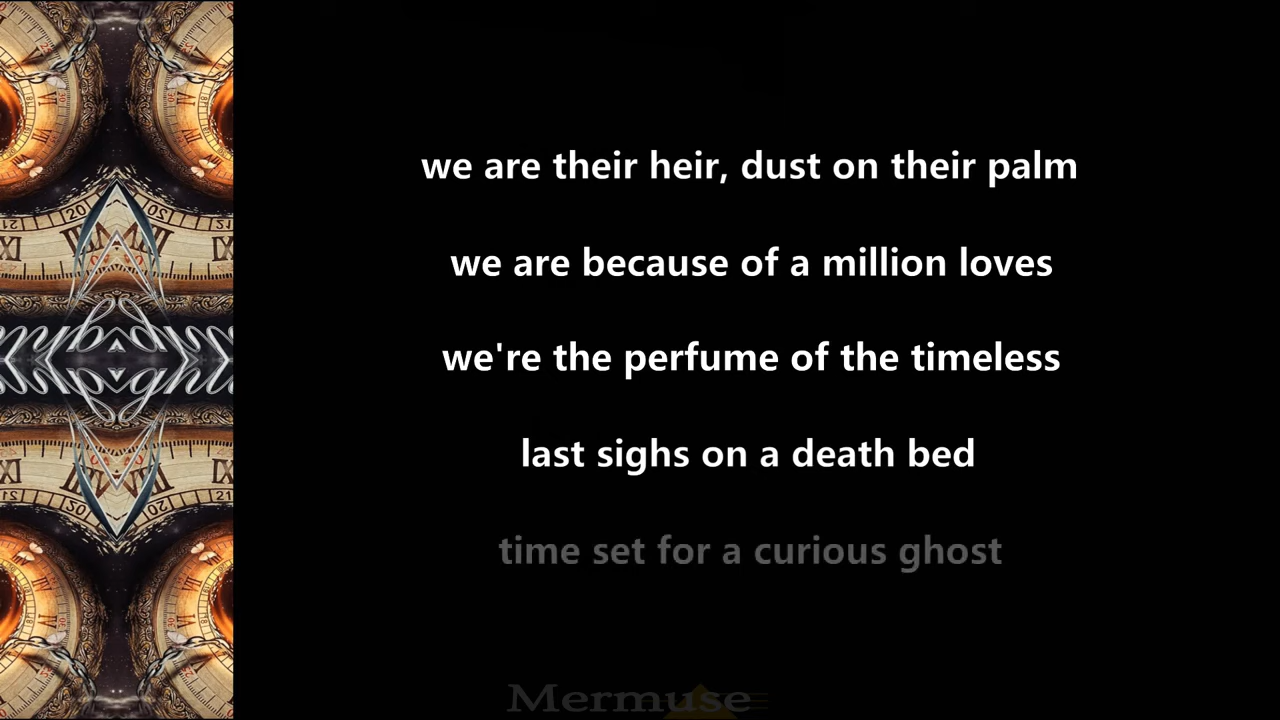 we are their heir, dust on their palm
we are because of a million loves
we're the perfume of the timeless
last sighs on a death bed
time set for a curious ghost
Mermuse